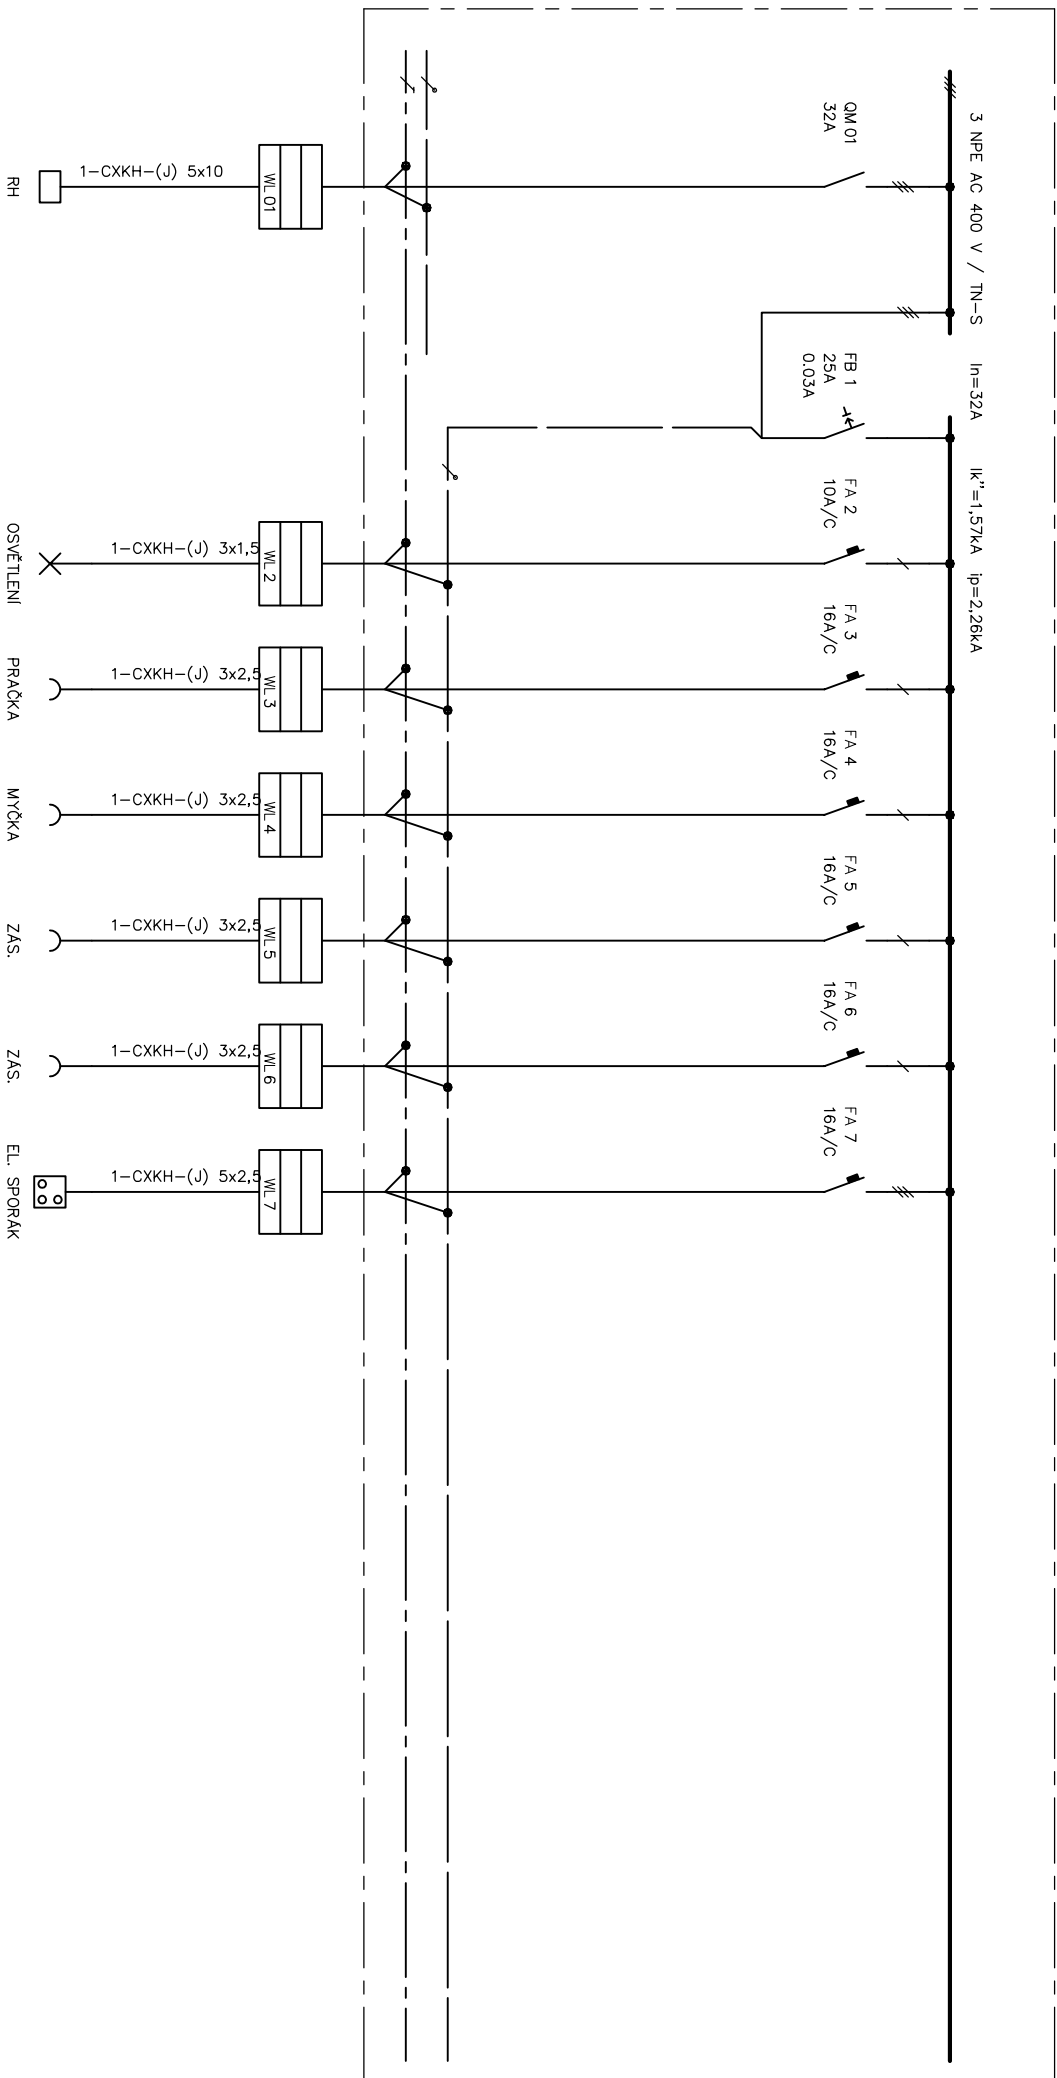 3 NPE AC 400 V / TN-S In=32A Ik"=1,57kA ip=2,26kA
QM 01
32A
FB 1
25A
0.03A
FA 2
10A/C
FA 3
16A/C
FA 4
16A/C
FA 5
16A/C
FA 6
16A/C
FA 7
16A/C
WL 01
WL 2
WL 3
WL 4
WL 5
WL 6
WL 7
1-CXKH-(J) 5x10
1-CXKH-(J) 3x1,5
1-CXKH-(J) 3x2,5
1-CXKH-(J) 3x2,5
1-CXKH-(J) 3x2,5
1-CXKH-(J) 3x2,5
1-CXKH-(J) 5x2,5
RH
OSVĚTLENÍ
PRAČKA
MYČKA
ZÁS.
ZÁS.
EL. SPORÁK